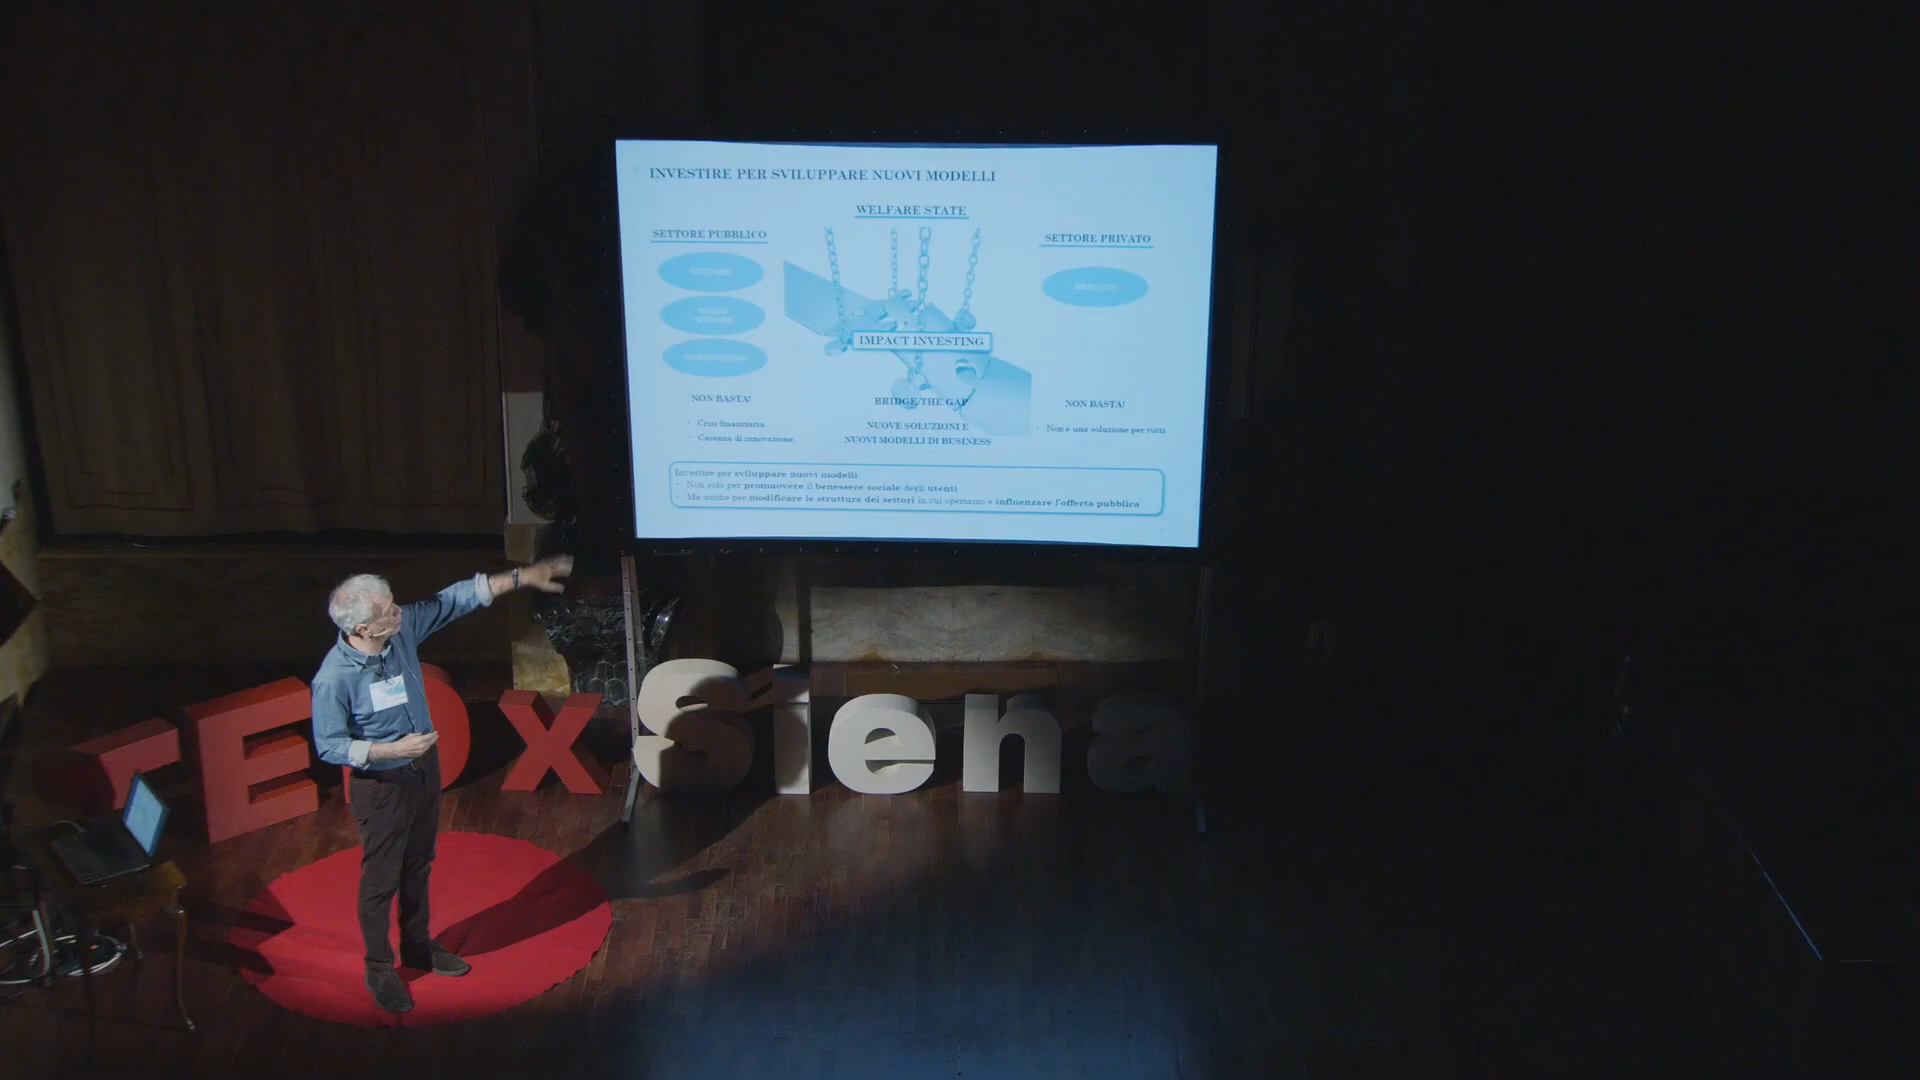 INVESTIRE PER SVILUPPARE NUOVI MODELLI
WELFARE STATE
SETTORE PUBBLICO
SETTORE PRIVATO
IMPACT INVESTING
NON BASTA!
Crisi finanziaria
Carenza di innovazione
BRIDGE THE GAP
NUOVE SOLUZIONI E
NUOVI MODELLI DI BUSINESS
NON BASTA!
Non è una soluzione per tutti
Investire per sviluppare nuovi modelli:
Non solo per promuovere il benessere sociale degli utenti
Ma anche per modificare le strutture dei settori in cui operiamo e influenzare l'offerta pubblica
TEDxSiena